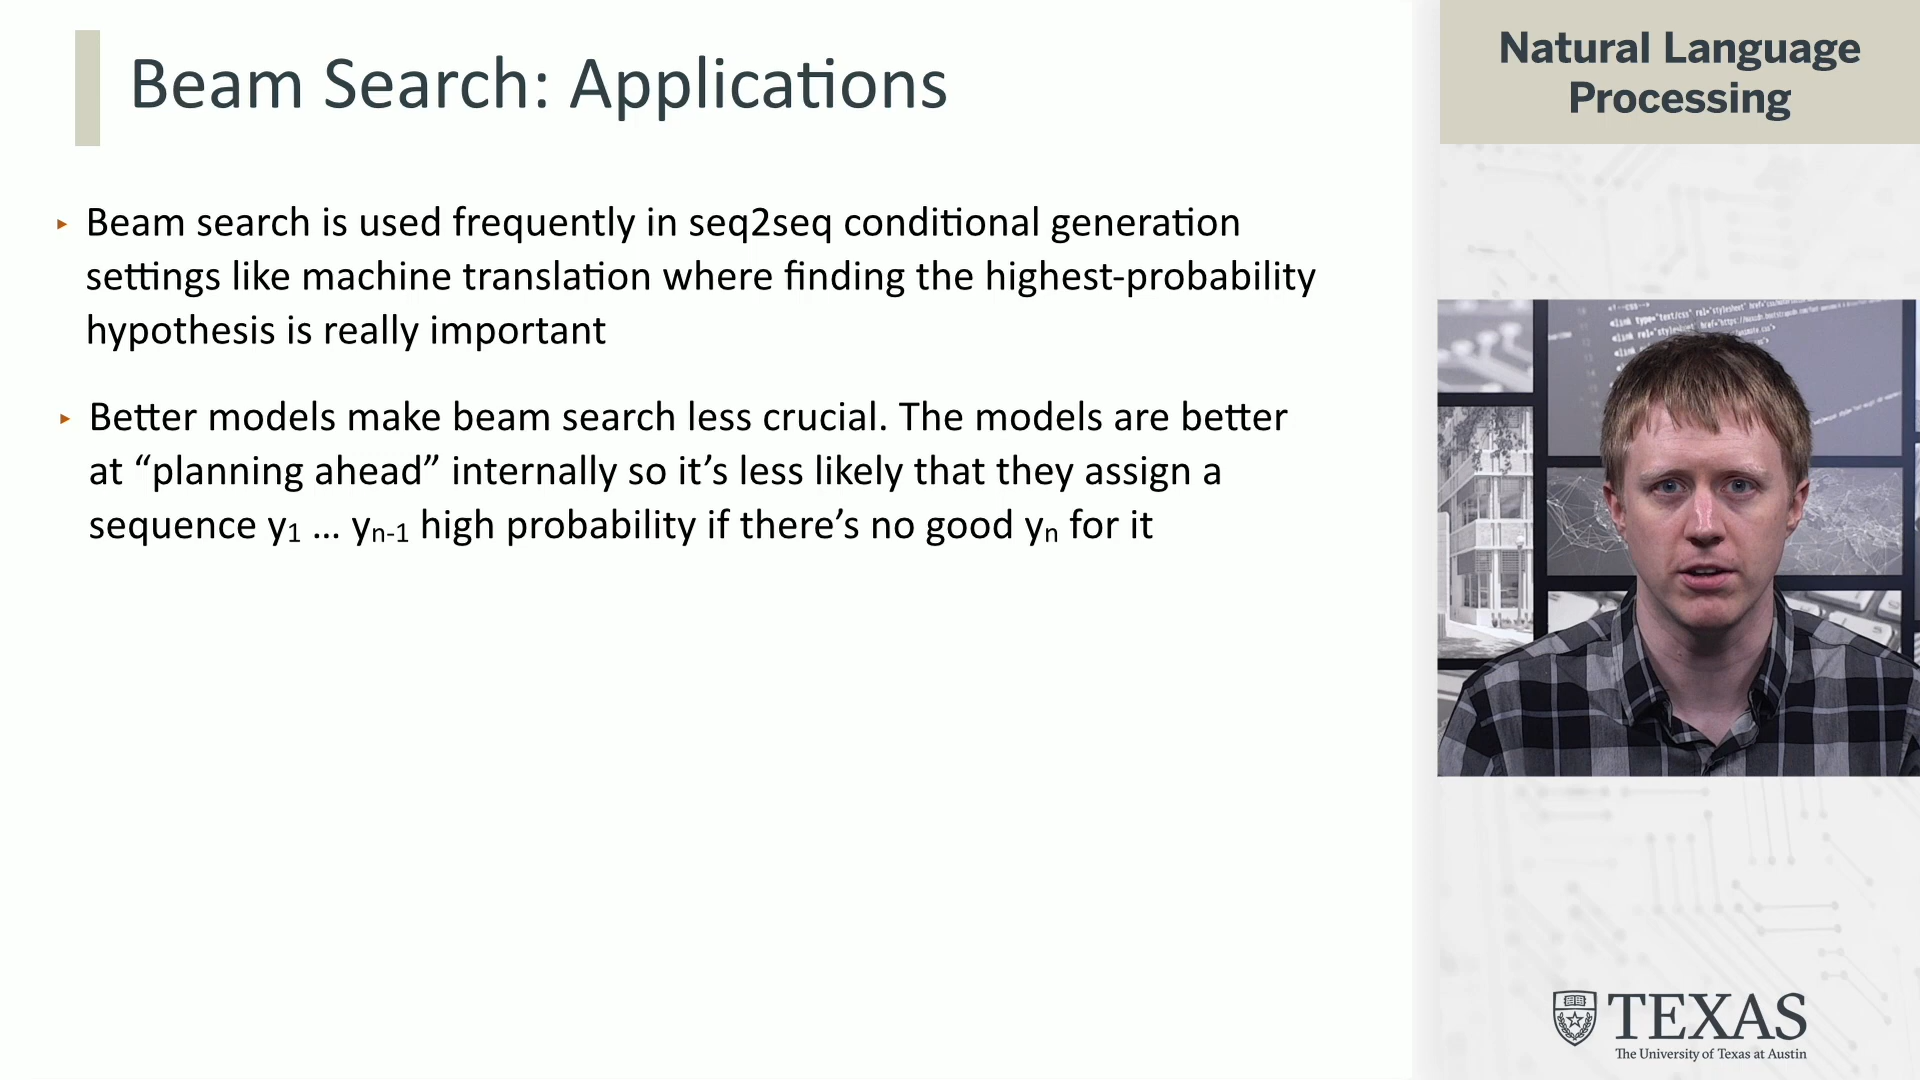 Beam Search: Applications
Natural Language
Processing
▸ Beam search is used frequently in seq2seq conditional generation
settings like machine translation where finding the highest-probability
hypothesis is really important
▸ Better models make beam search less crucial. The models are better
at “planning ahead” internally so it’s less likely that they assign a
sequence y1 … yn-1 high probability if there’s no good yn for it
TEXAS
The University of Texas at Austin